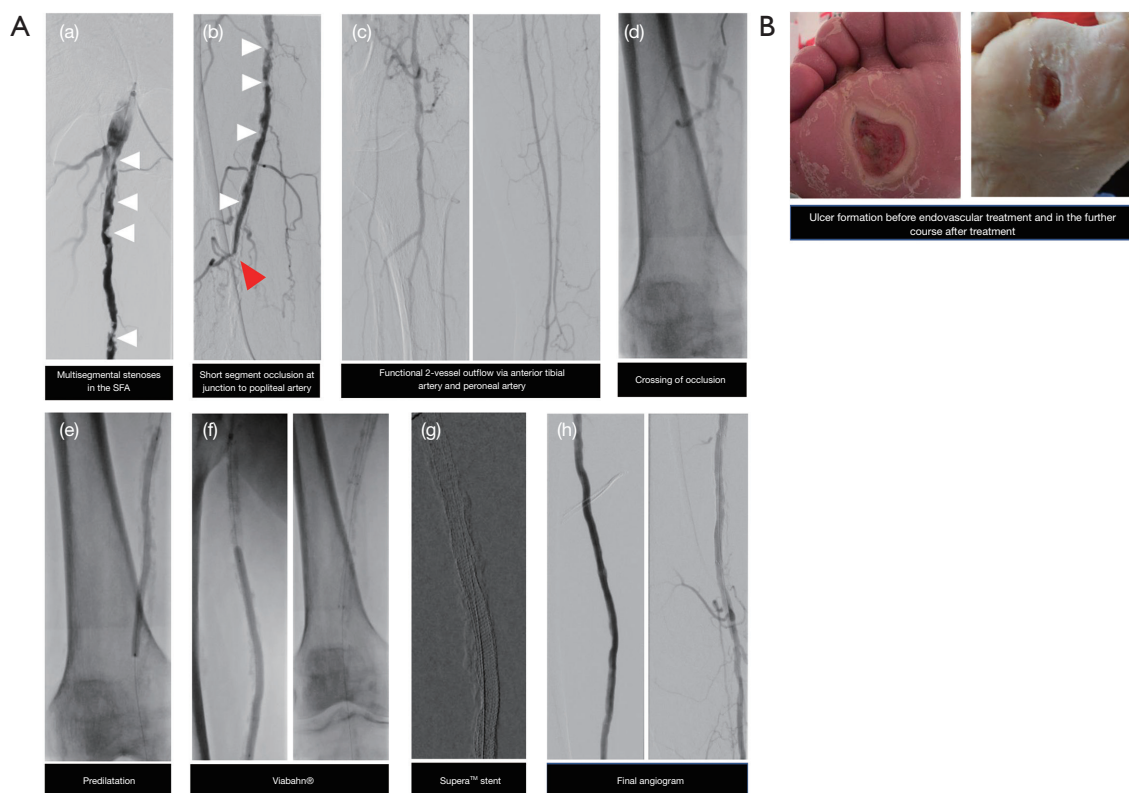 A
(a)
(b)
(c)
(d)
B
Ulcer formation before endovascular treatment and in the further
course after treatment
Multisegmental stenoses
in the SFA
Short segment occlusion at
junction to popliteal artery
Functional 2-vessel outflow via anterior tibial
artery and peroneal artery
Crossing of occlusion
(e)
(f)
(g)
(h)
Predilatation
Viabahn®
Supera™ stent
Final angiogram